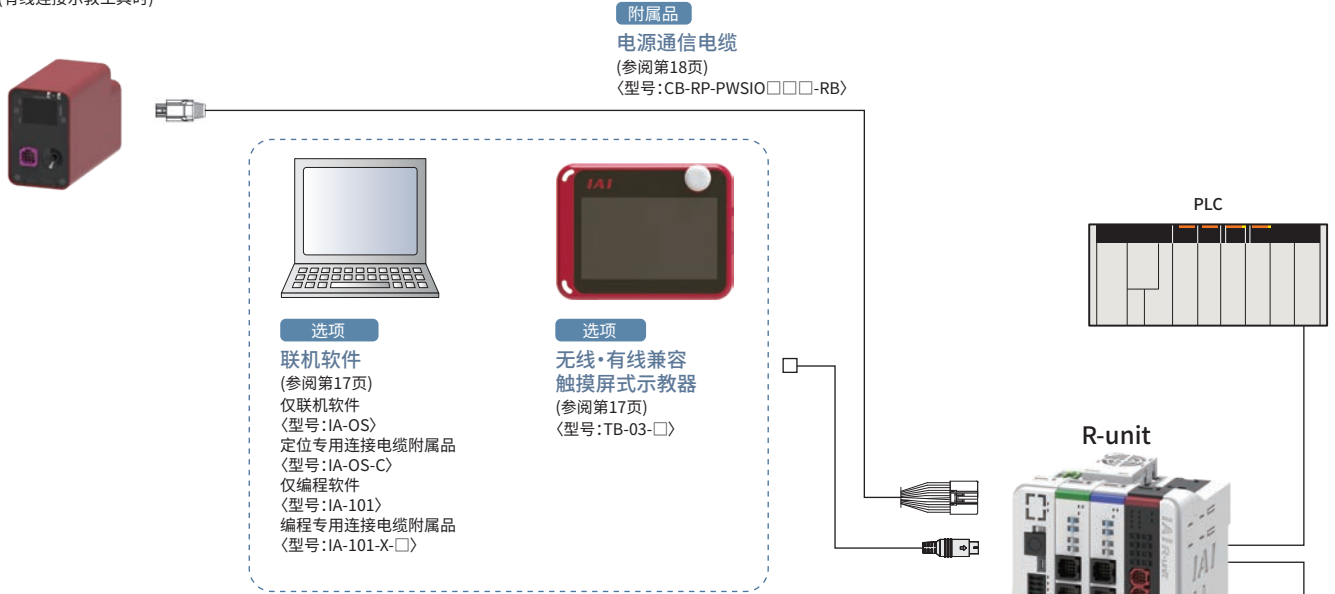 (有线连接示教工具时)
附属品
电源通信电缆
(参阅第18页)
〈型号:CB-RP-PWSIO□□□-RB〉
IAI
选项
联机软件
(参阅第17页)
仅联机软件
〈型号:IA-OS〉
定位专用连接电缆附属品
〈型号:IA-OS-C〉
仅编程软件
〈型号:IA-101〉
编程专用连接电缆附属品
〈型号:IA-101-X-□〉
选项
无线•有线兼容
触摸屏式示教器
(参阅第17页)
〈型号:TB-03-□〉
PLC
R-unit
IAI R-unit
IAI